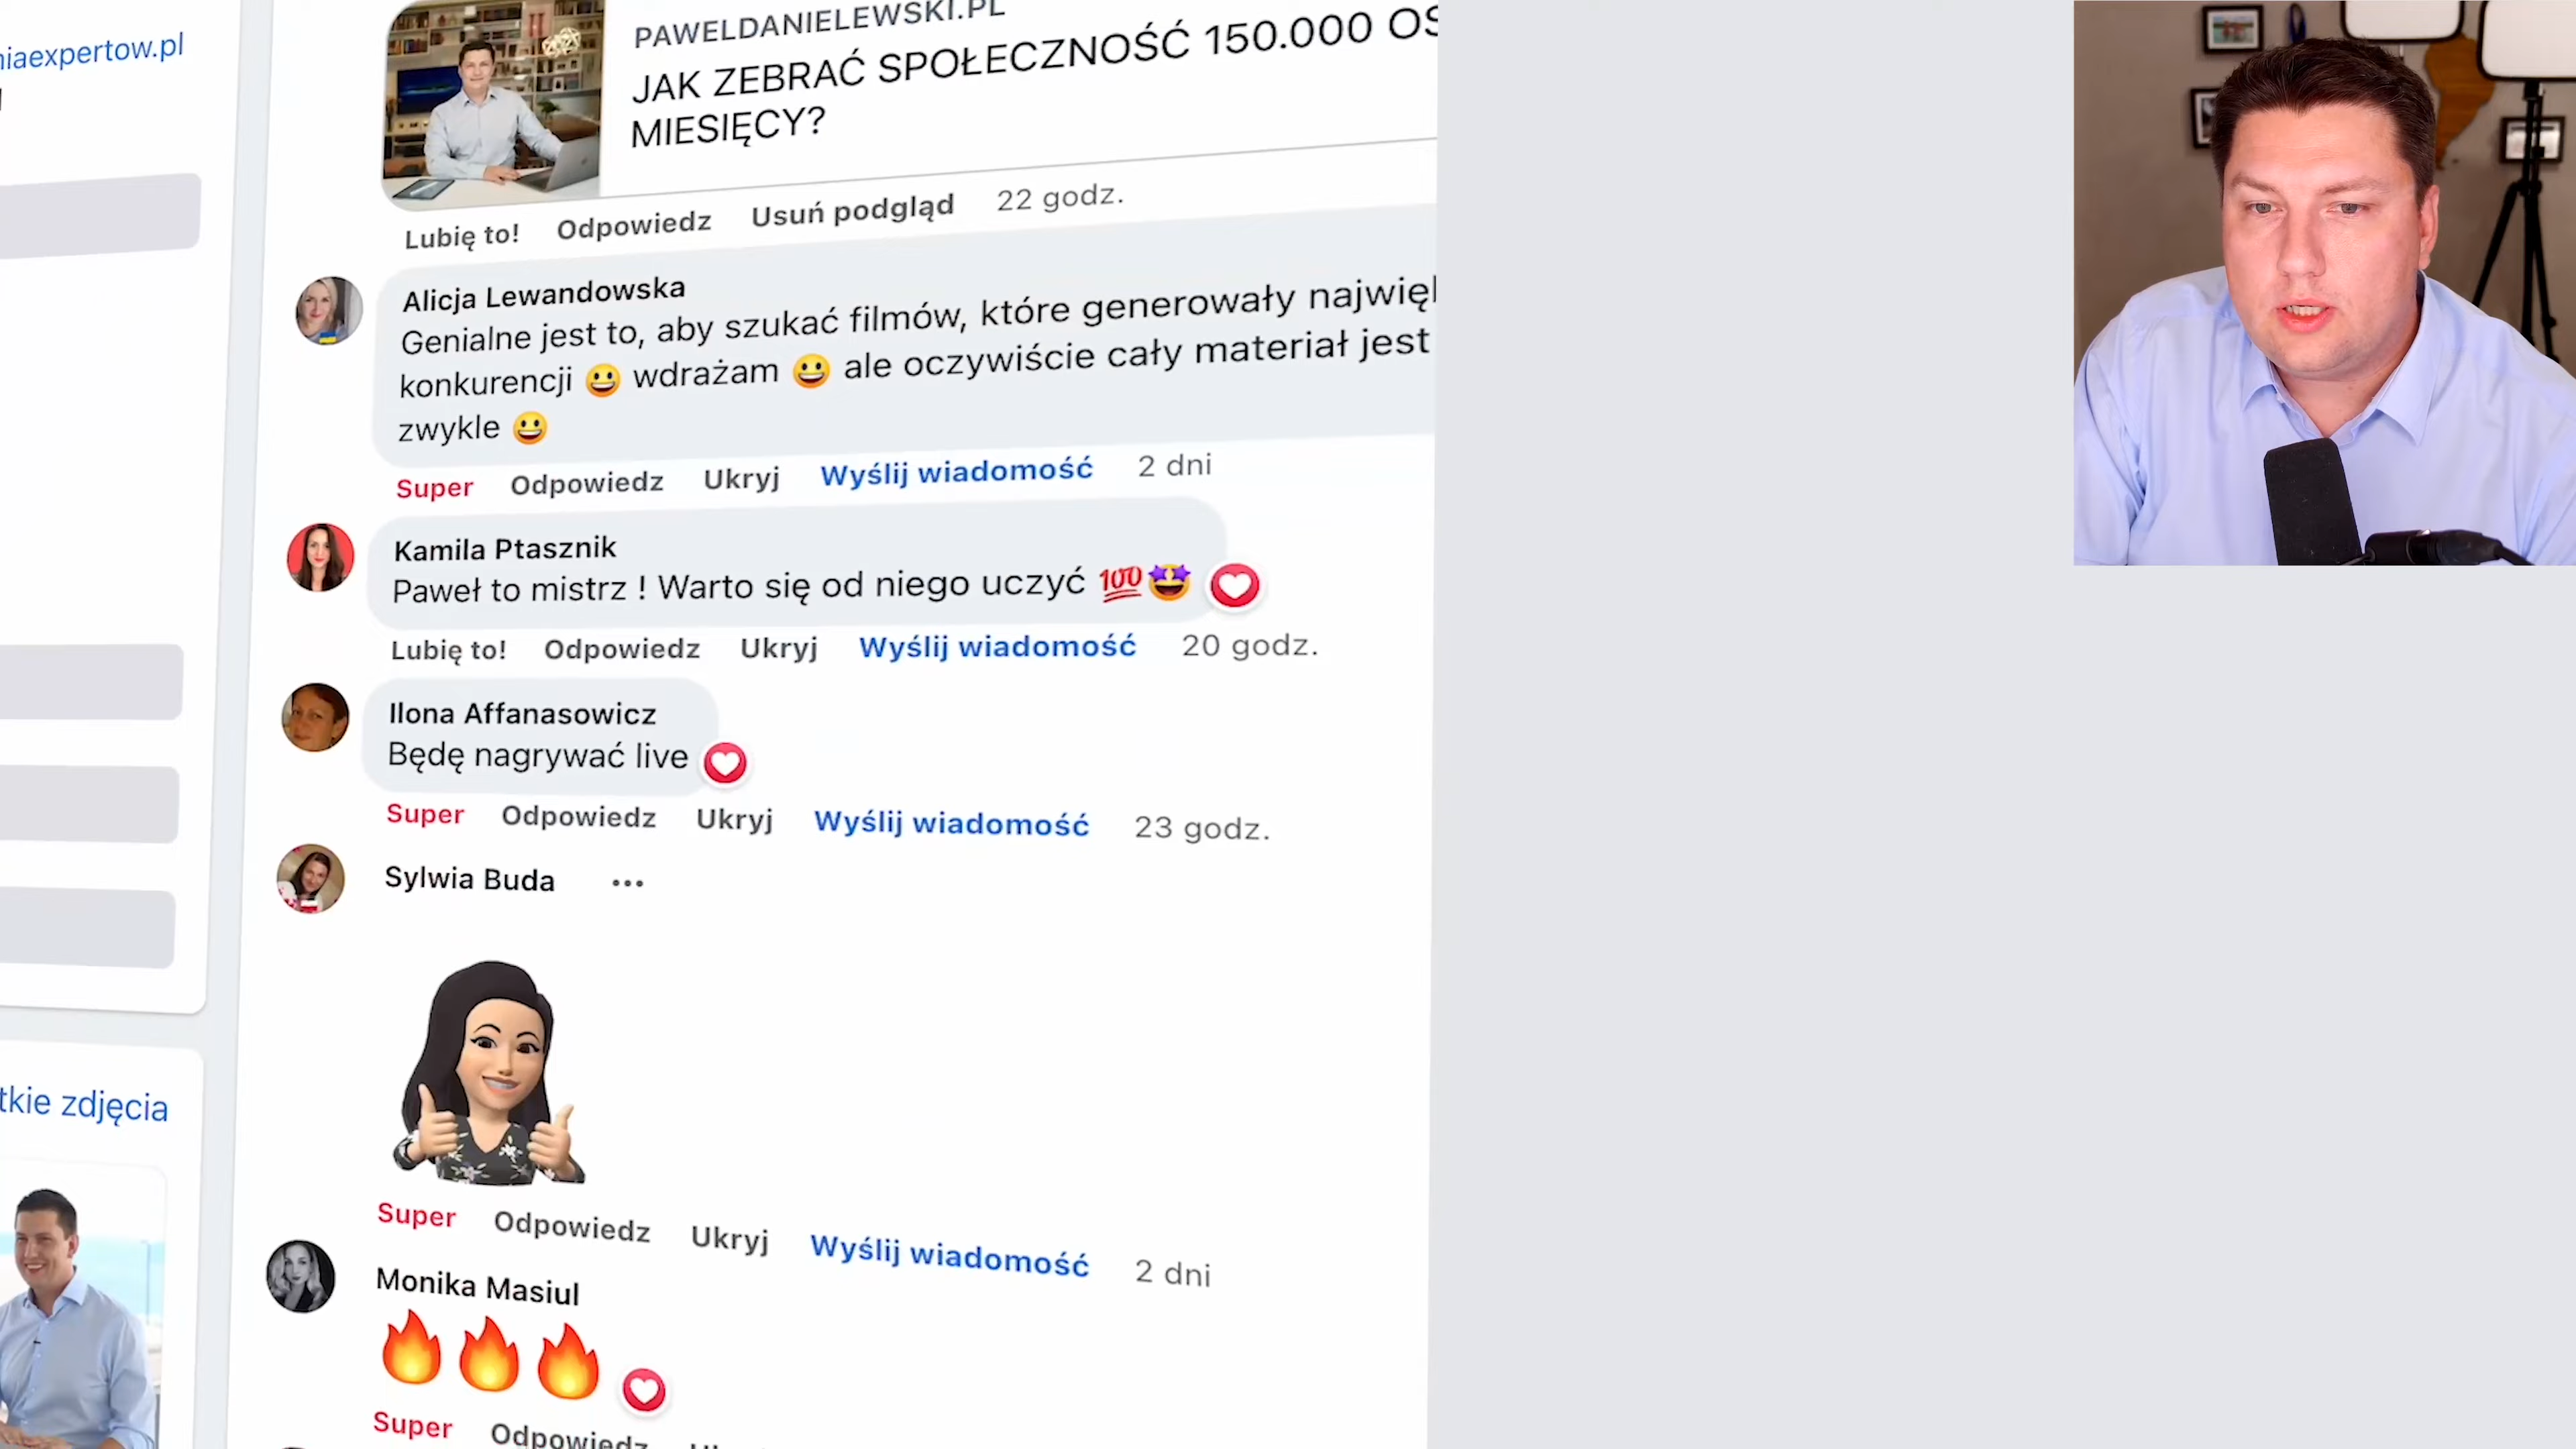 niaexpertow.pl
PAWELDANIELEWSKI.PL
JAK ZEBRAĆ SPOŁECZNOŚĆ 150.000
MIESIĘCY?
Lubię to! Odpowiedz Usuń podgląd 22 godz.
Alicja Lewandowska
Genialne jest to, aby szukać filmów, które generowały
konkurencji 😀 wdrażam 😀 ale oczywiście cały materiał jest
zwykle 😀
Super Odpowiedz Ukryj Wyślij wiadomość 2 dni
Kamila Ptasznik
Paweł to mistrz ! Warto się od niego uczyć 💯🤩
Lubię to! Odpowiedz Ukryj Wyślij wiadomość 20 godz.
Ilona Affanasowicz
Będę nagrywać live
Super Odpowiedz Ukryj Wyślij wiadomość 23 godz.
Sylwia Buda ...
Super Odpowiedz Ukryj Wyślij wiadomość 2 dni
tkie zdjęcia
Monika Masiul
🔥🔥🔥
Super Odpowiedz